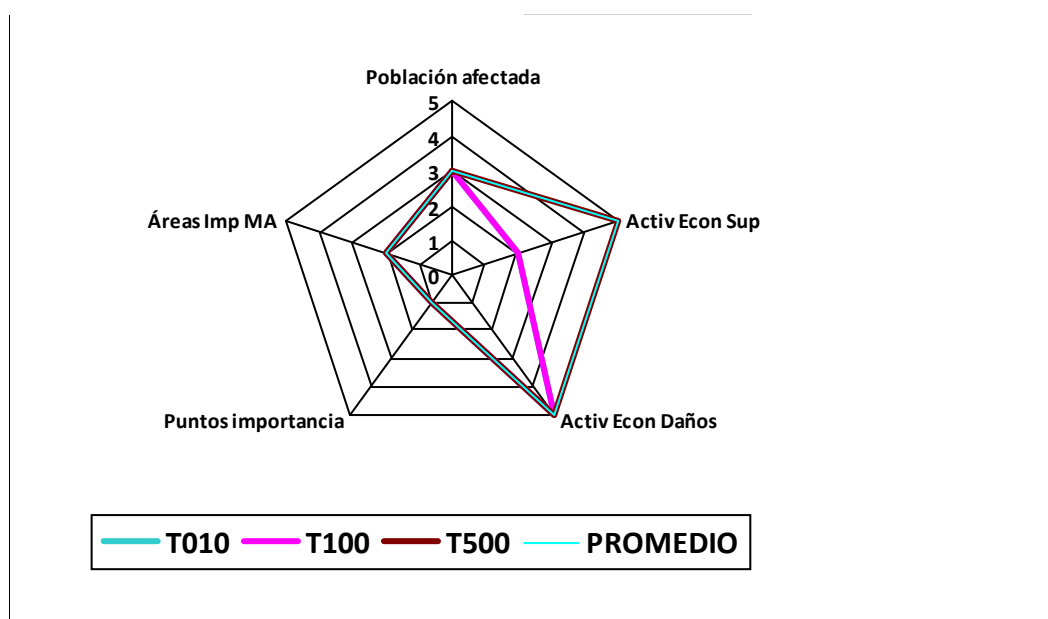 Población afectada
5
4
3
2
1
0
Áreas Imp MA
Activ Econ Sup
Puntos importancia
Activ Econ Daños
T010 T100 T500 PROMEDIO